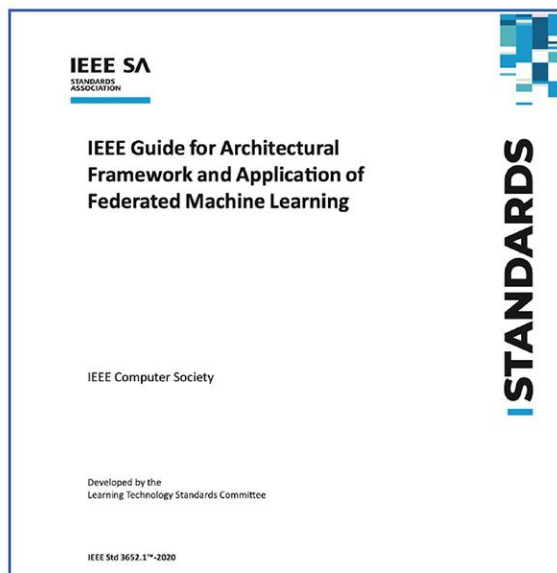 IEEE SA
STANDARDS
ASSOCIATION
IEEE Guide for Architectural
Framework and Application of
Federated Machine Learning
STANDARDS
IEEE Computer Society
Developed by the
Learning Technology Standards Committee
IEEE Std 3652.1™-2020